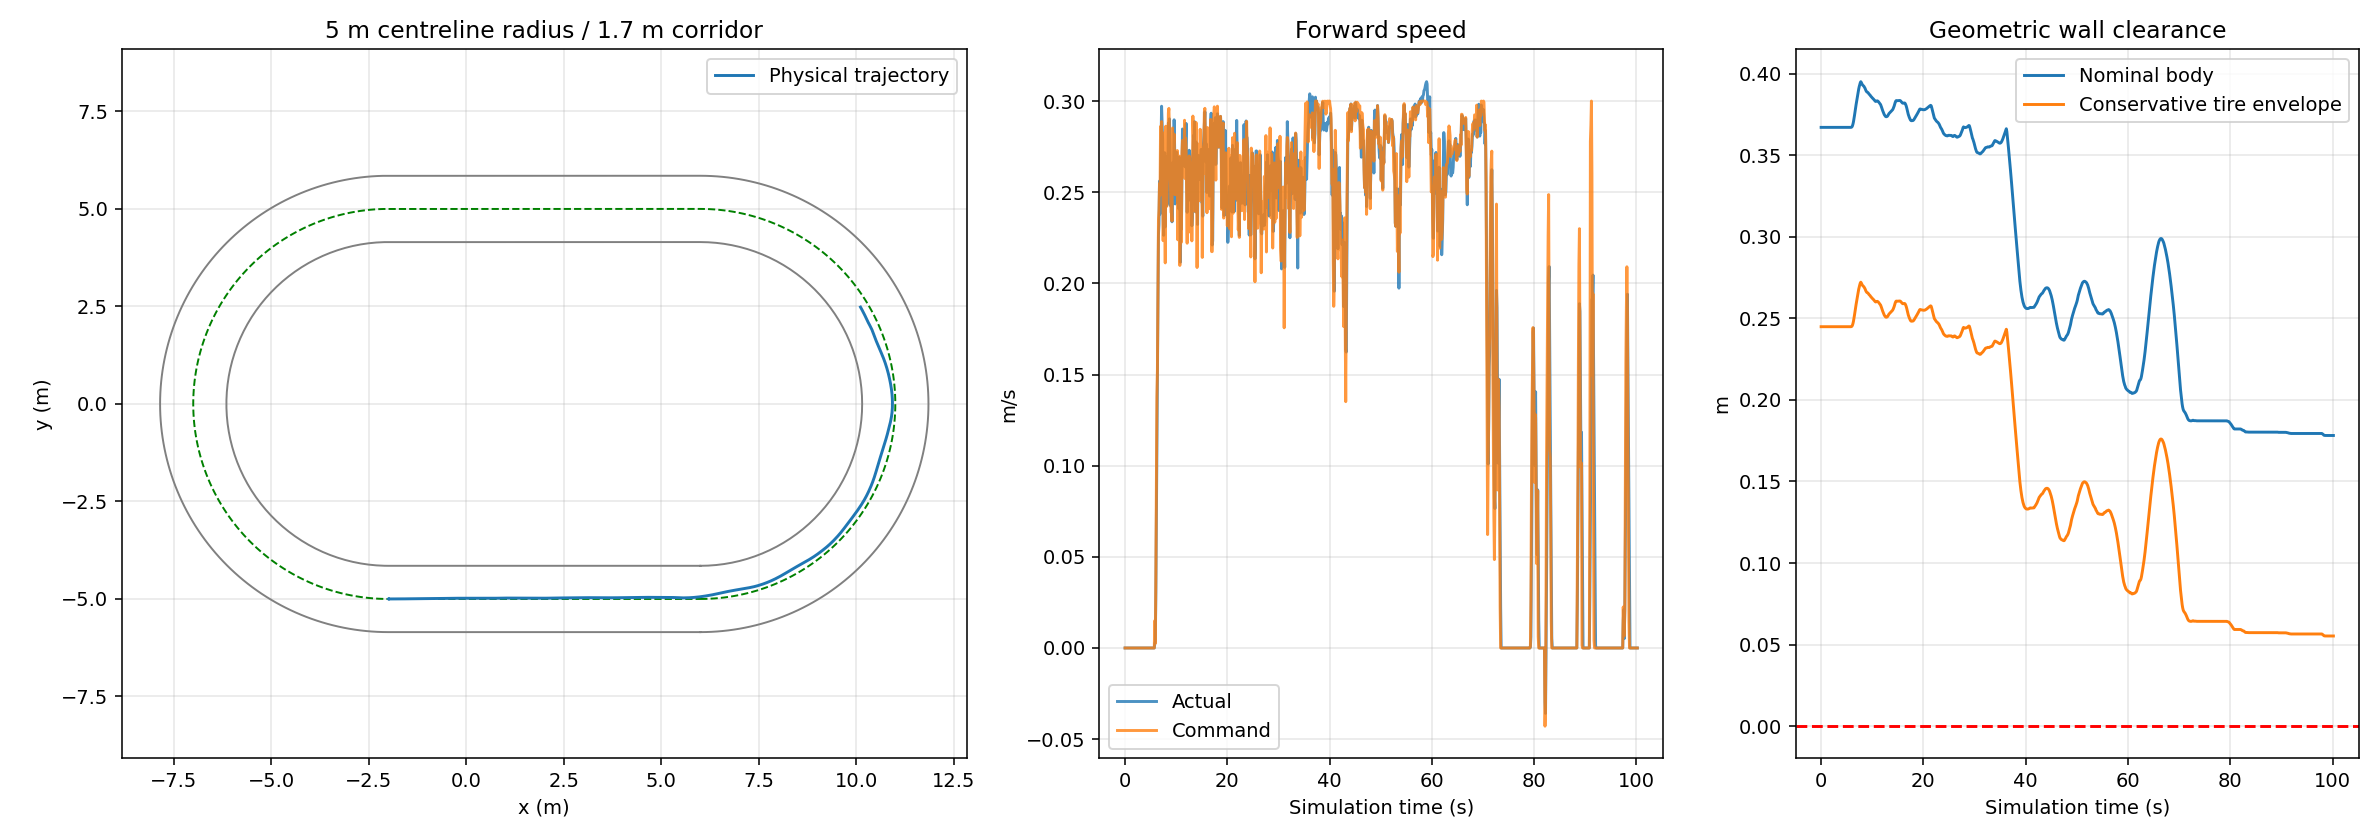 5 m centreline radius / 1.7 m corridor
Physical trajectory
7.5
5.0
2.5
0.0
−2.5
−5.0
−7.5
y (m)
−7.5 −5.0 −2.5 0.0 2.5 5.0 7.5 10.0 12.5
x (m)
Forward speed
0.30
0.25
0.20
0.15
0.10
0.05
0.00
−0.05
m/s
Actual
Command
0 20 40 60 80 100
Simulation time (s)
Geometric wall clearance
Nominal body
Conservative tire envelope
0.40
0.35
0.30
0.25
0.20
0.15
0.10
0.05
0.00
m
0 20 40 60 80 100
Simulation time (s)